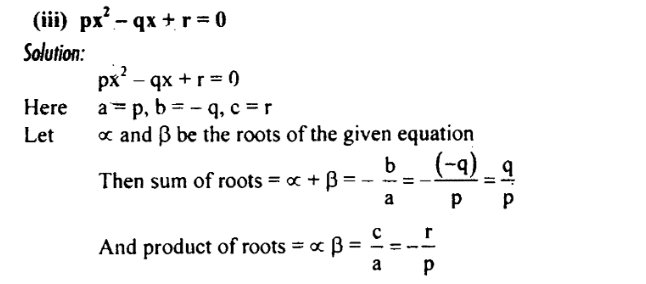 (iii) px² – qx + r = 0
Solution:
px² – qx + r = 0
Here a = p, b = – q, c = r
Let ∝ and β be the roots of the given equation
Then sum of roots = ∝ + β = – b/a = – (–q)/p = q/p
And product of roots = ∝ β = c/a = – r/p